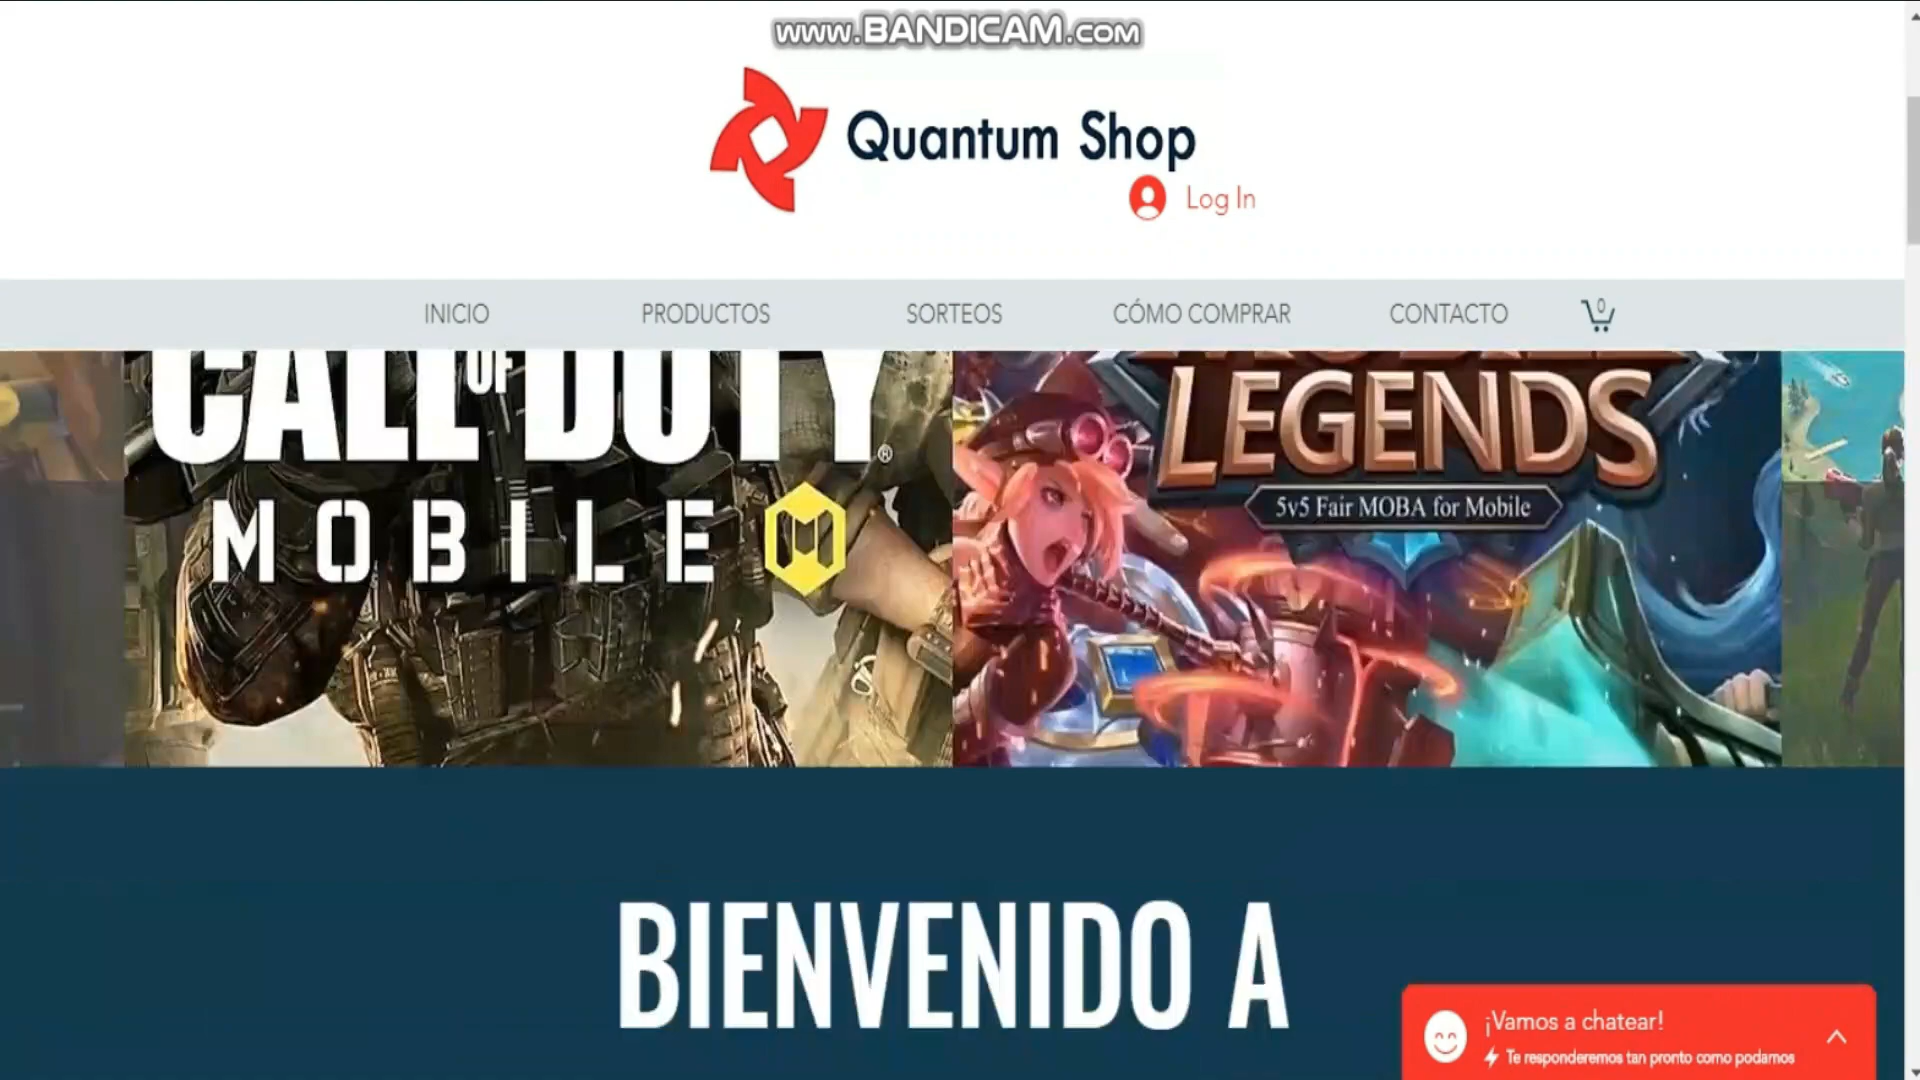 www.BANDICAM.com
Quantum Shop
Log In
INICIO PRODUCTOS SORTEOS CÓMO COMPRAR CONTACTO 0
CALL OF DUTY®
MOBILE
LEGENDS
5v5 Fair MOBA for Mobile
BIENVENIDO A
¡Vamos a chatear!
Te responderemos tan pronto como podamos